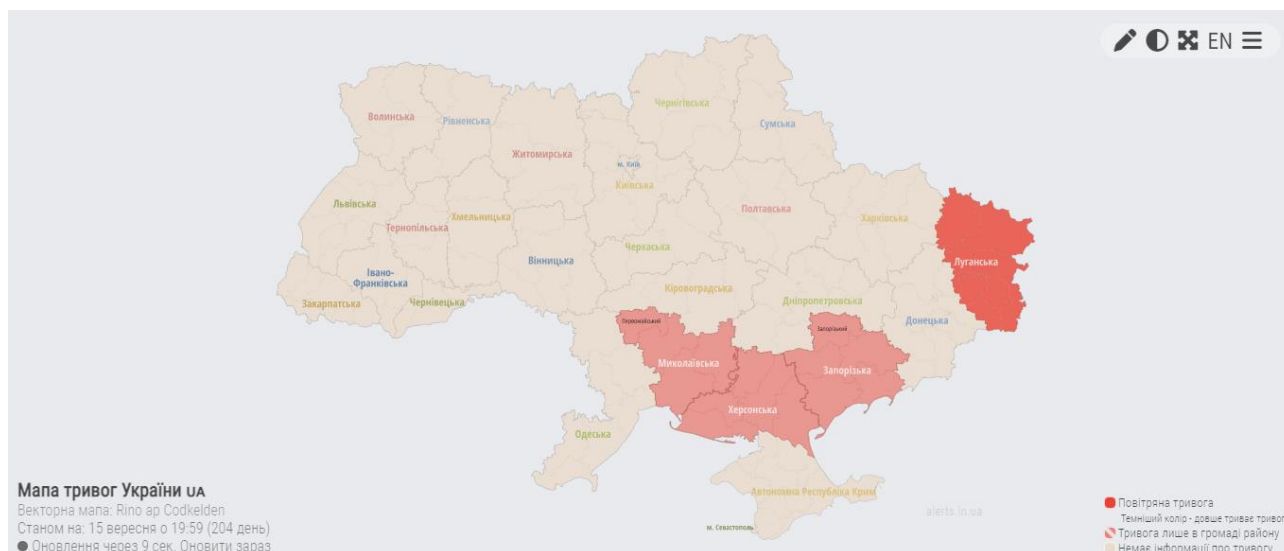 EN
Чернігівська
Волинська
Рівненська
Сумська
Житомирська
м. Київ
Київська
Львівська
Полтавська
Хмельницька
Харківська
Тернопільська
Черкаська
Вінницька
Луганська
Івано-
Франківська
Кіровоградська
Закарпатська
Чернівецька
Дніпропетровська
Донецька
Первомайський
Запорізький
Миколаївська
Запорізька
Херсонська
Одеська
Автономна Республіка Крим
м. Севастополь
alerts.in.ua
Мапа тривог України UA
Векторна мапа: Rino ap Codkelden
Станом на: 15 вересня о 19:59 (204 день)
Оновлення через 9 сек. Оновити зараз
Повітряна тривога
Темніший колір - довше триває тривог
Тривога лише в громаді району
Немає інформації про тривогу